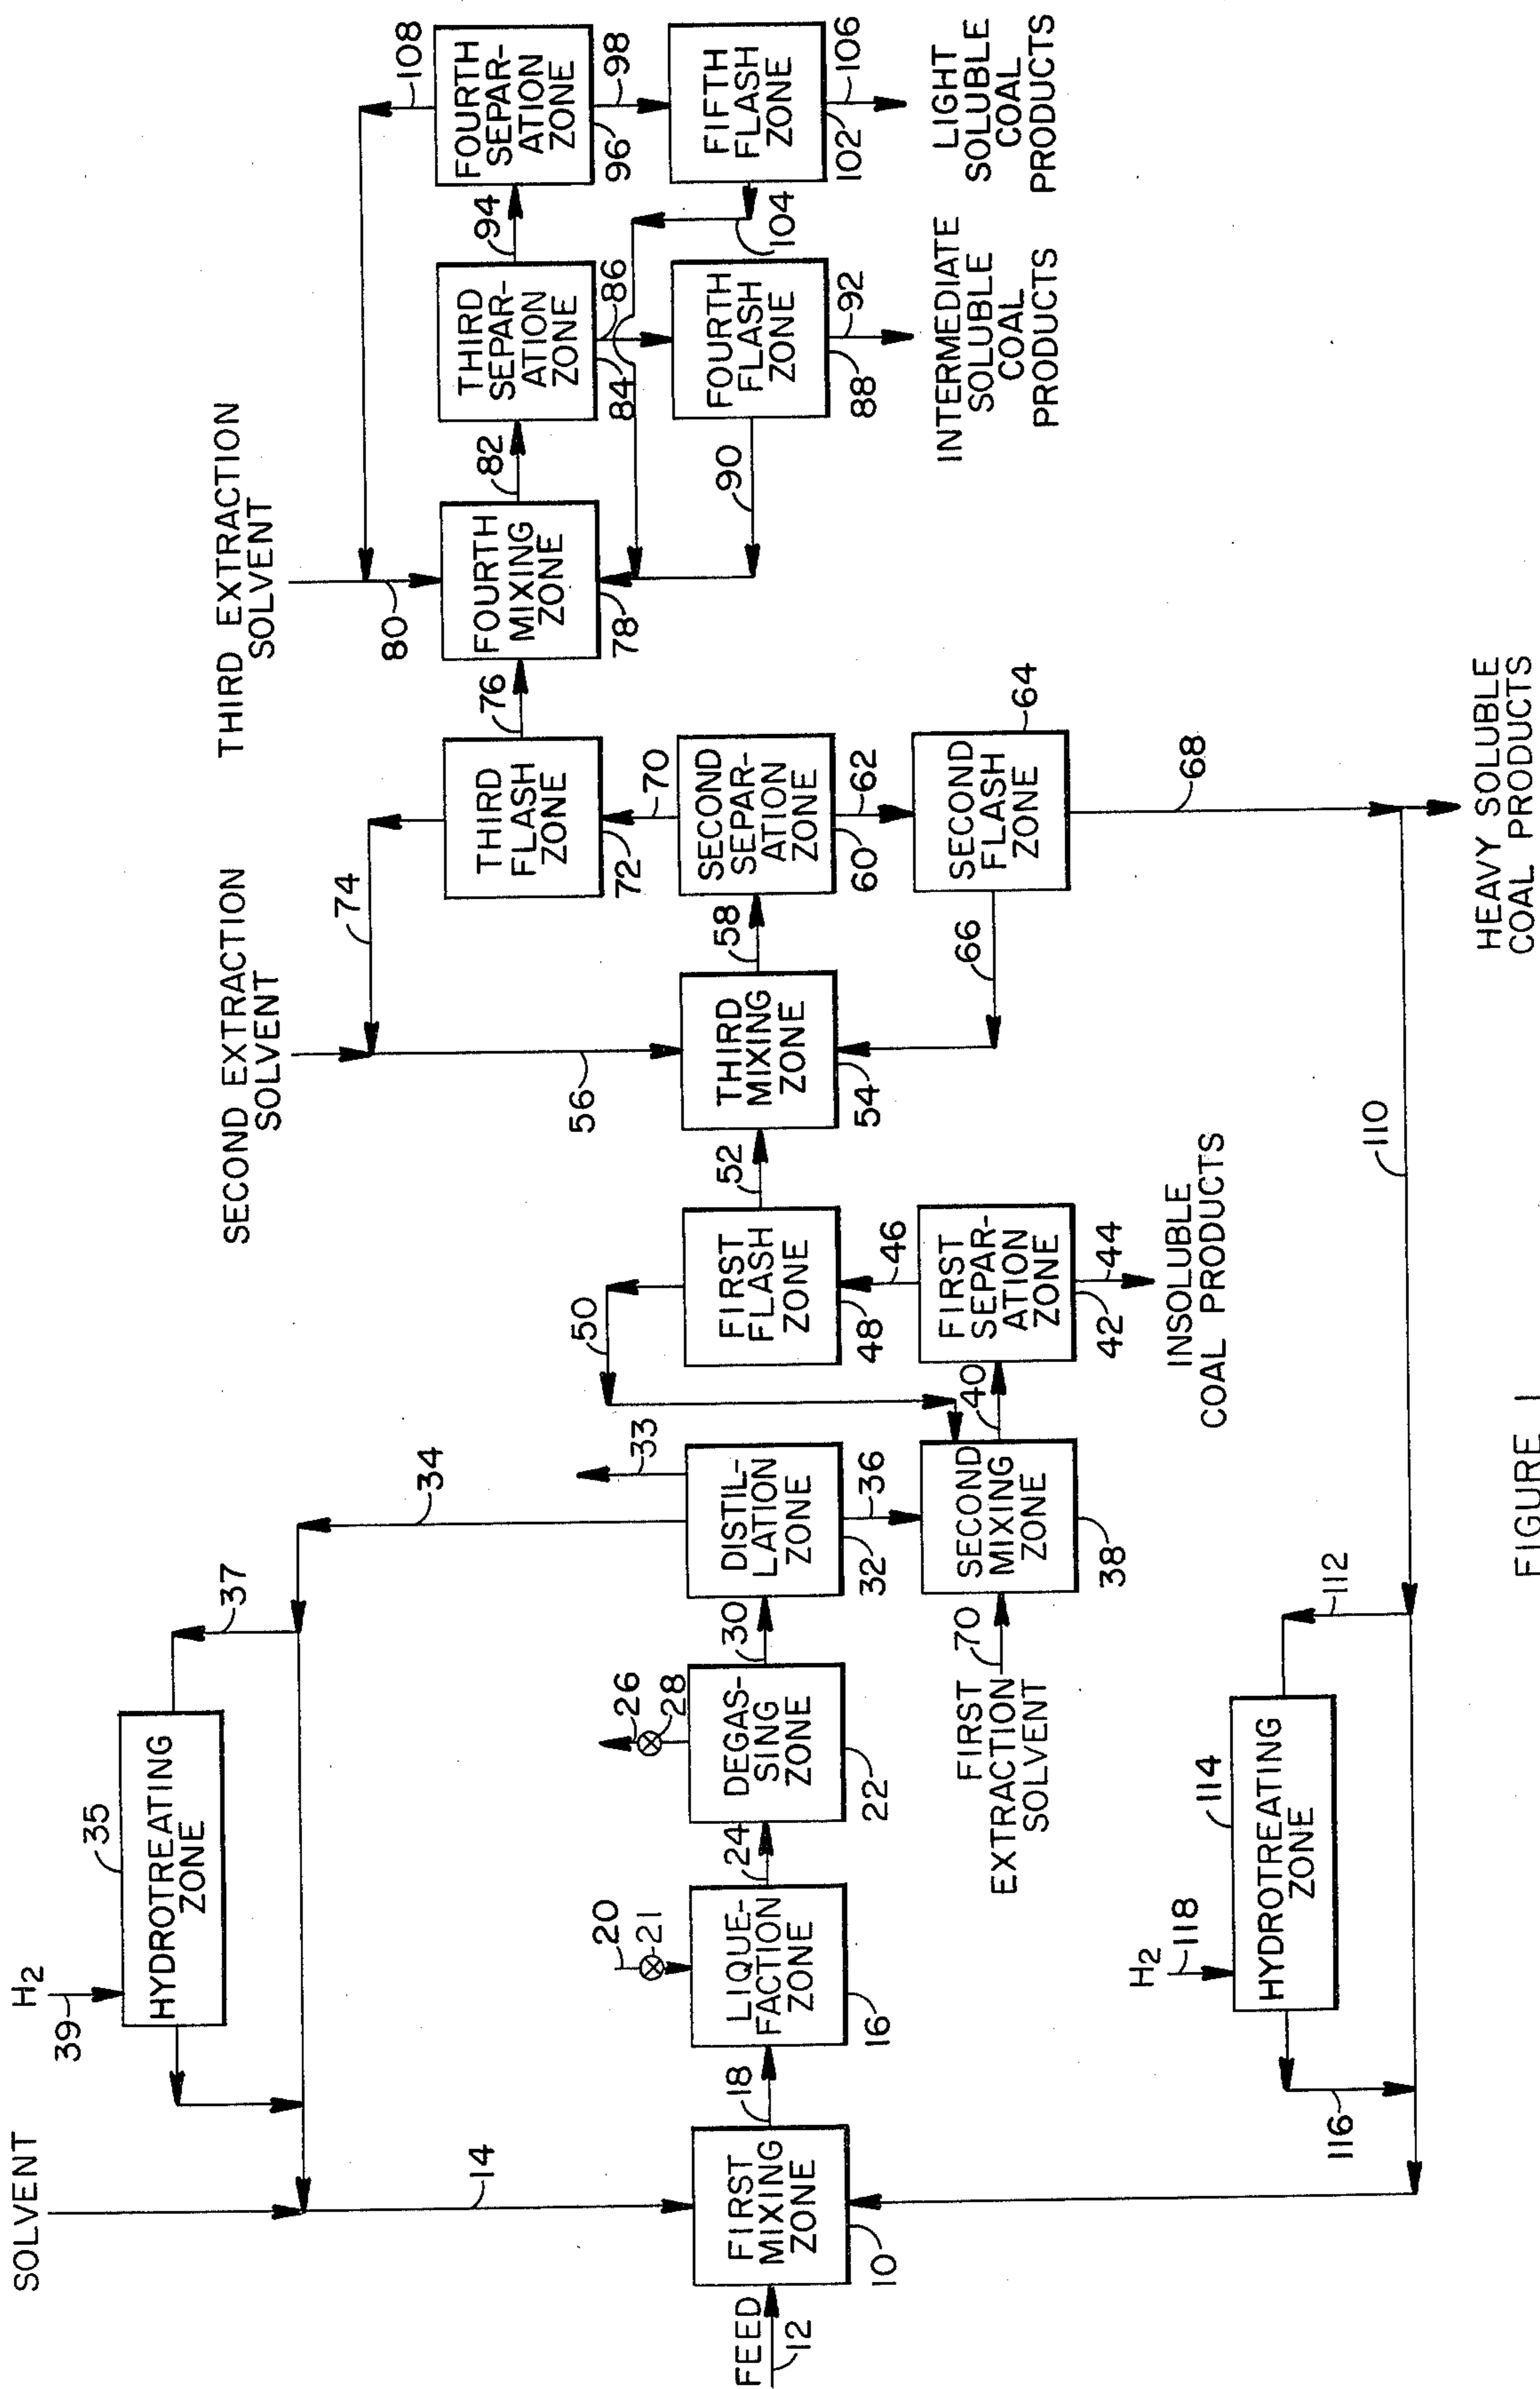 SOLVENT
H2
39
35
HYDROTREATING
ZONE
37
34
14
FEED
12
FIRST
MIXING
ZONE
10
18
20
21
LIQUE-
FACTION
ZONE
16
24
26
28
DEGAS-
SING
ZONE
22
30
DISTIL-
LATION
ZONE
32
33
36
FIRST
EXTRACTION
SOLVENT
70
SECOND
MIXING
ZONE
38
40
50
FIRST
FLASH
ZONE
48
46
FIRST
SEPAR-
ATION
ZONE
42
44
INSOLUBLE
COAL PRODUCTS
52
SECOND EXTRACTION
SOLVENT
74
56
THIRD
MIXING
ZONE
54
58
66
THIRD
FLASH
ZONE
72
70
SECOND
SEPAR-
ATION
ZONE
60
62
SECOND
FLASH
ZONE
64
68
76
THIRD EXTRACTION
SOLVENT
80
FOURTH
MIXING
ZONE
78
82
90
THIRD
SEPAR-
ATION
ZONE
84
86
FOURTH
FLASH
ZONE
88
92
INTERMEDIATE
SOLUBLE
COAL
PRODUCTS
94
104
108
FOURTH
SEPAR-
ATION
ZONE
96
98
FIFTH
FLASH
ZONE
102
106
LIGHT
SOLUBLE
COAL
PRODUCTS
H2
118
114
HYDROTREATING
ZONE
116
112
110
HEAVY SOLUBLE
COAL PRODUCTS
FIGURE 1